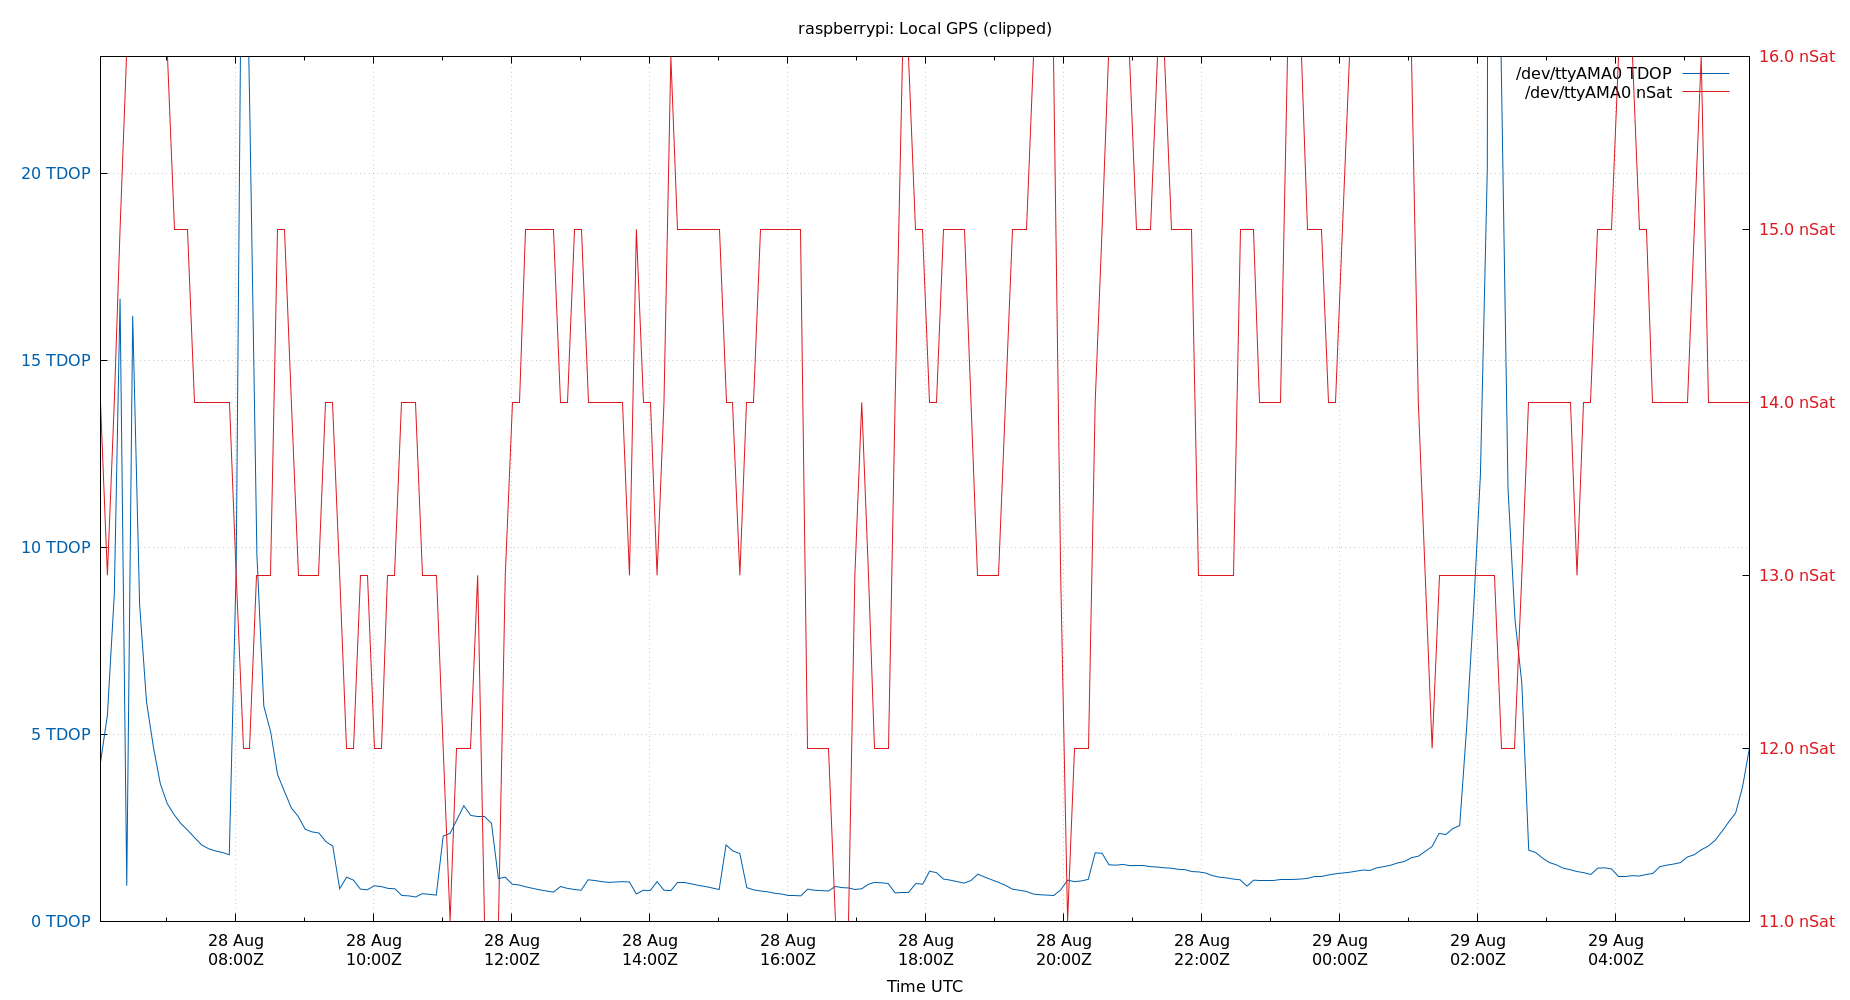 raspberrypi: Local GPS (clipped)
16.0 nSat
/dev/ttyAMA0 TDOP
/dev/ttyAMA0 nSat
20 TDOP
15.0 nSat
15 TDOP
14.0 nSat
10 TDOP
13.0 nSat
5 TDOP
12.0 nSat
0 TDOP
11.0 nSat
28 Aug 28 Aug 28 Aug 28 Aug 28 Aug 28 Aug 28 Aug 28 Aug 29 Aug 29 Aug 29 Aug
08:00Z 10:00Z 12:00Z 14:00Z 16:00Z 18:00Z 20:00Z 22:00Z 00:00Z 02:00Z 04:00Z
Time UTC